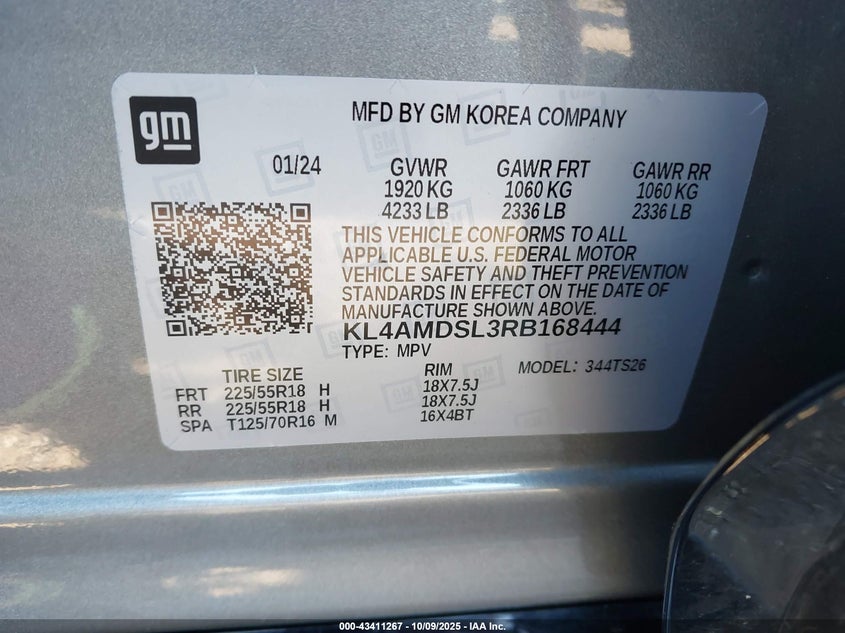 gm
MFD BY GM KOREA COMPANY
01/24
GVWR GAWR FRT GAWR RR
1920 KG 1060 KG 1060 KG
4233 LB 2336 LB 2336 LB
THIS VEHICLE CONFORMS TO ALL
APPLICABLE U.S. FEDERAL MOTOR
VEHICLE SAFETY AND THEFT PREVENTION
STANDARDS IN EFFECT ON THE DATE OF
MANUFACTURE SHOWN ABOVE.
KL4AMDSL3RB168444
TYPE: MPV MODEL: 344TS26
TIRE SIZE RIM
FRT 225/55R18 H 18X7.5J
RR 225/55R18 H 18X7.5J
SPA T125/70R16 M 16X4BT
000-43411267 - 10/09/2025 - IAA Inc.